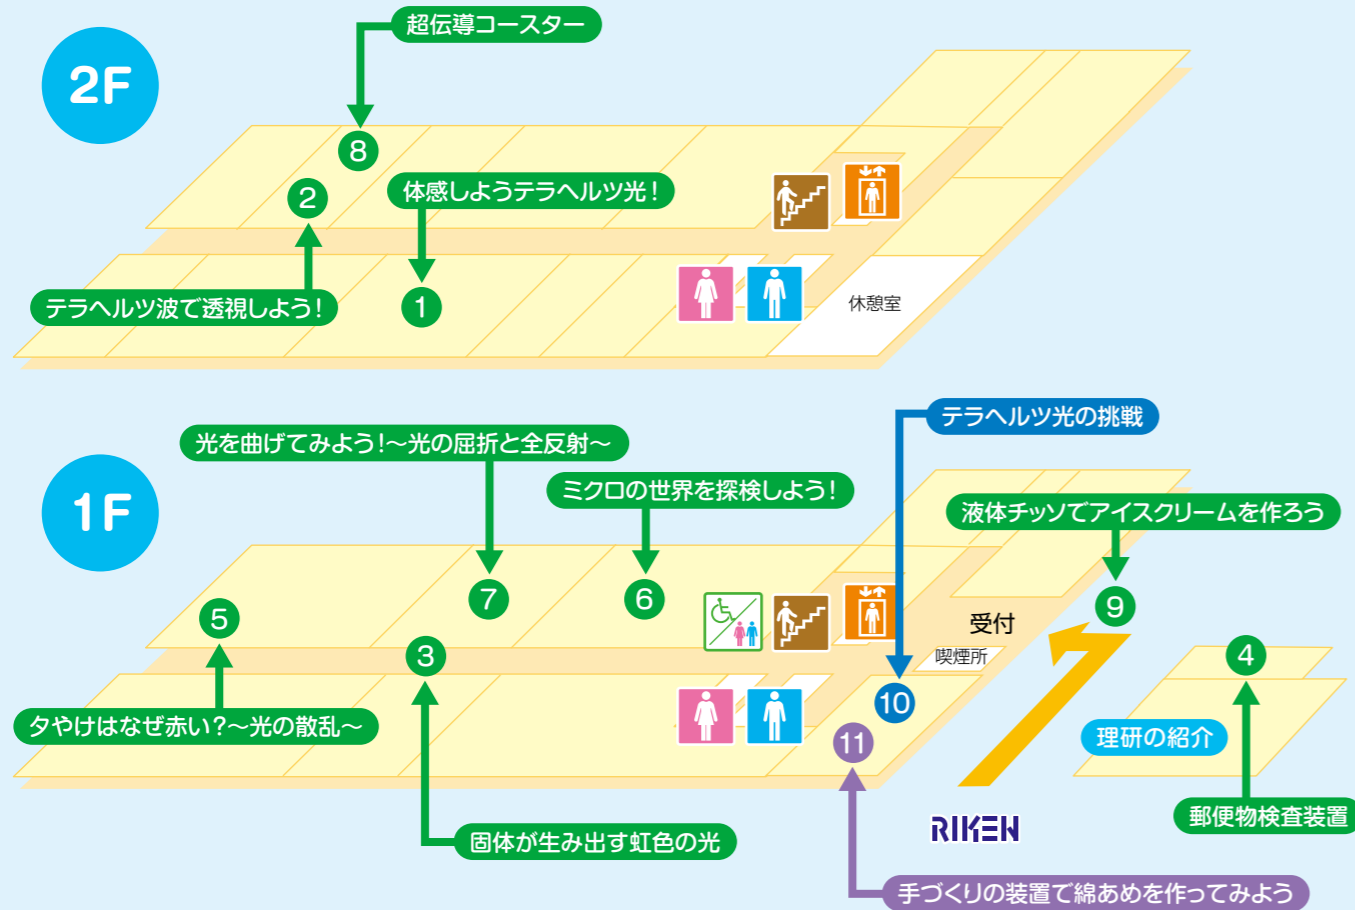 超伝導コースター
2F
8
2
体感しようテラヘルツ光！
テラヘルツ波で透視しよう！
1
休憩室
テラヘルツ光の挑戦
光を曲げてみよう！～光の屈折と全反射～
1F
ミクロの世界を探検しよう！
液体チッソでアイスクリームを作ろう
7
6
9
5
受付
3
喫煙所
4
10
夕やけはなぜ赤い？～光の散乱～
11
理研の紹介
RIKEN
郵便物検査装置
固体が生み出す虹色の光
手づくりの装置で綿あめを作ってみよう